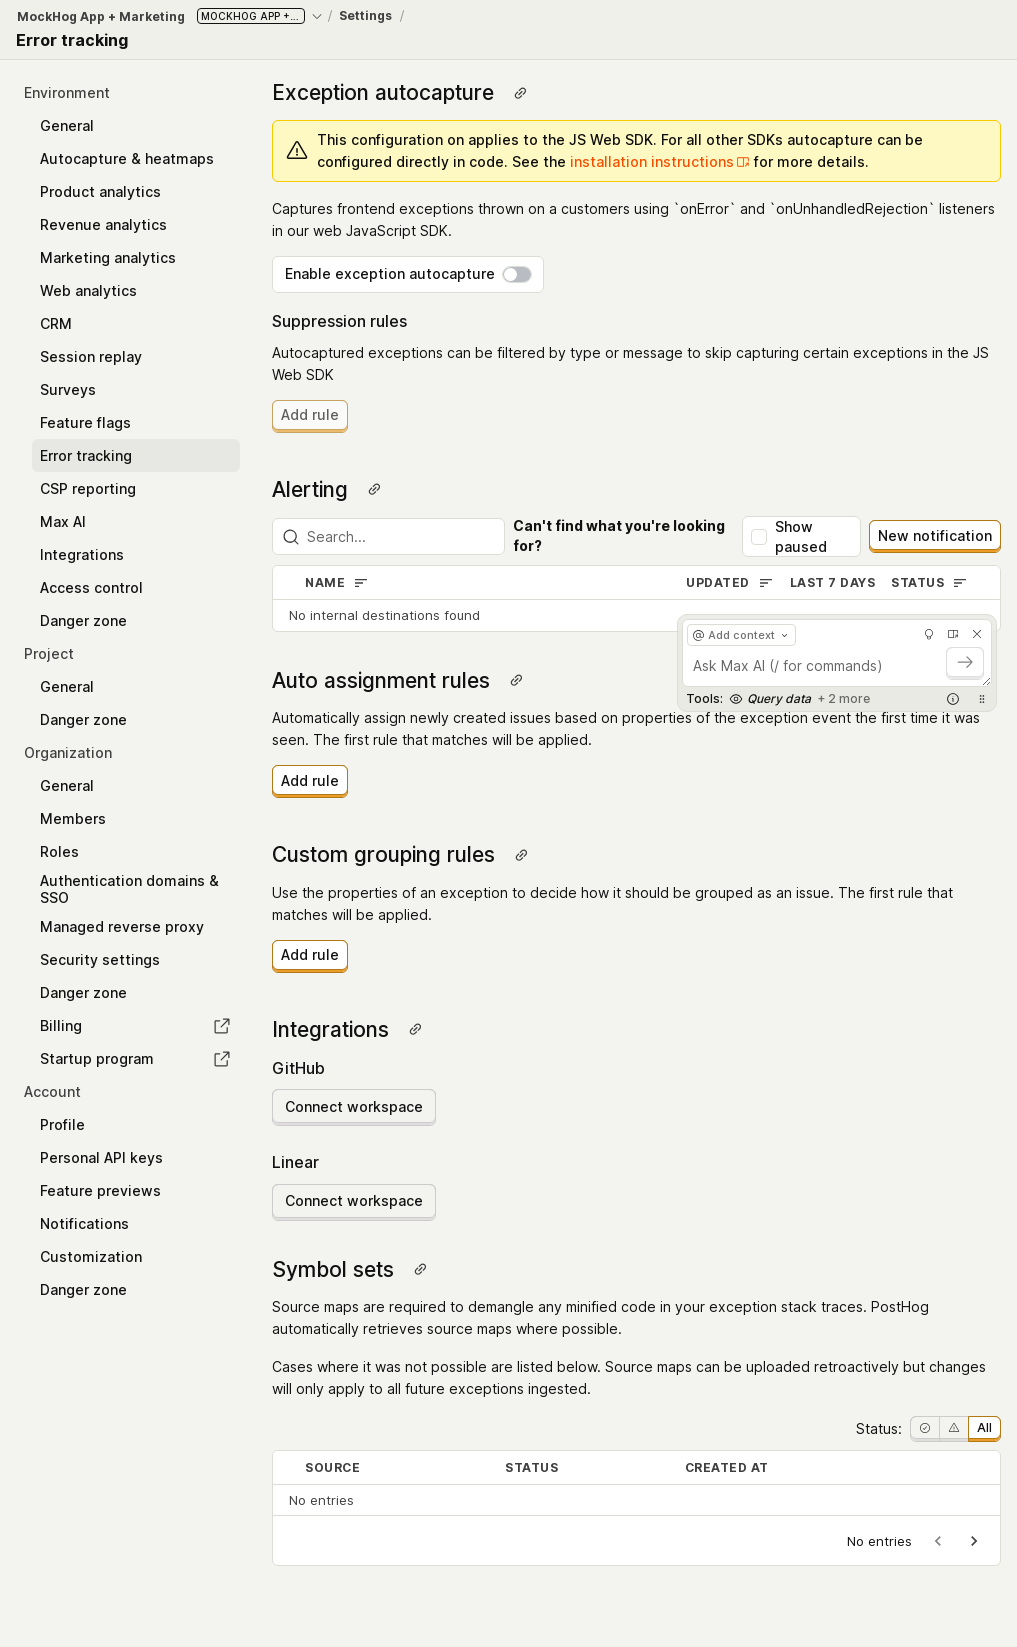 MockHog App + Marketing MOCKHOG APP +... / Settings /
Error tracking
Environment
General
Autocapture & heatmaps
Product analytics
Revenue analytics
Marketing analytics
Web analytics
CRM
Session replay
Surveys
Feature flags
Error tracking
CSP reporting
Max AI
Integrations
Access control
Danger zone
Project
General
Danger zone
Organization
General
Members
Roles
Authentication domains &
SSO
Managed reverse proxy
Security settings
Danger zone
Billing
Startup program
Account
Profile
Personal API keys
Feature previews
Notifications
Customization
Danger zone
Exception autocapture
This configuration on applies to the JS Web SDK. For all other SDKs autocapture can be
configured directly in code. See the installation instructions for more details.
Captures frontend exceptions thrown on a customers using `onError` and `onUnhandledRejection` listeners
in our web JavaScript SDK.
Enable exception autocapture
Suppression rules
Autocaptured exceptions can be filtered by type or message to skip capturing certain exceptions in the JS
Web SDK
Add rule
Alerting
Search...
Can't find what you're looking
for?
Show
paused
New notification
NAME UPDATED LAST 7 DAYS STATUS
No internal destinations found
@ Add context
Ask Max AI (/ for commands)
Tools: Query data + 2 more
Auto assignment rules
Automatically assign newly created issues based on properties of the exception event the first time it was
seen. The first rule that matches will be applied.
Add rule
Custom grouping rules
Use the properties of an exception to decide how it should be grouped as an issue. The first rule that
matches will be applied.
Add rule
Integrations
GitHub
Connect workspace
Linear
Connect workspace
Symbol sets
Source maps are required to demangle any minified code in your exception stack traces. PostHog
automatically retrieves source maps where possible.
Cases where it was not possible are listed below. Source maps can be uploaded retroactively but changes
will only apply to all future exceptions ingested.
Status: All
SOURCE STATUS CREATED AT
No entries
No entries